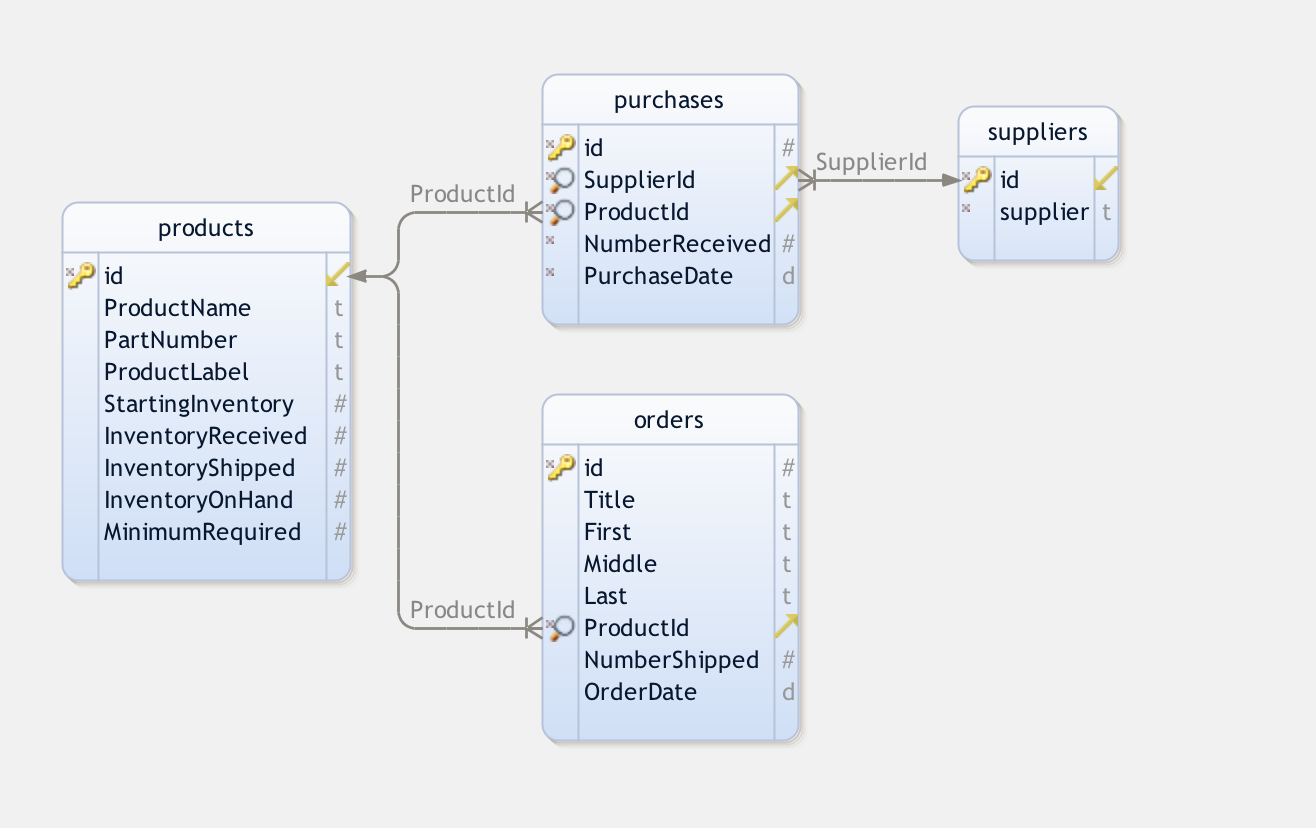 products
id
ProductName t
PartNumber t
ProductLabel t
StartingInventory #
InventoryReceived #
InventoryShipped #
InventoryOnHand #
MinimumRequired #
ProductId
ProductId
purchases
id #
SupplierId
ProductId
NumberReceived #
PurchaseDate d
orders
id #
Title t
First t
Middle t
Last t
ProductId
NumberShipped #
OrderDate d
SupplierId
suppliers
id
supplier t